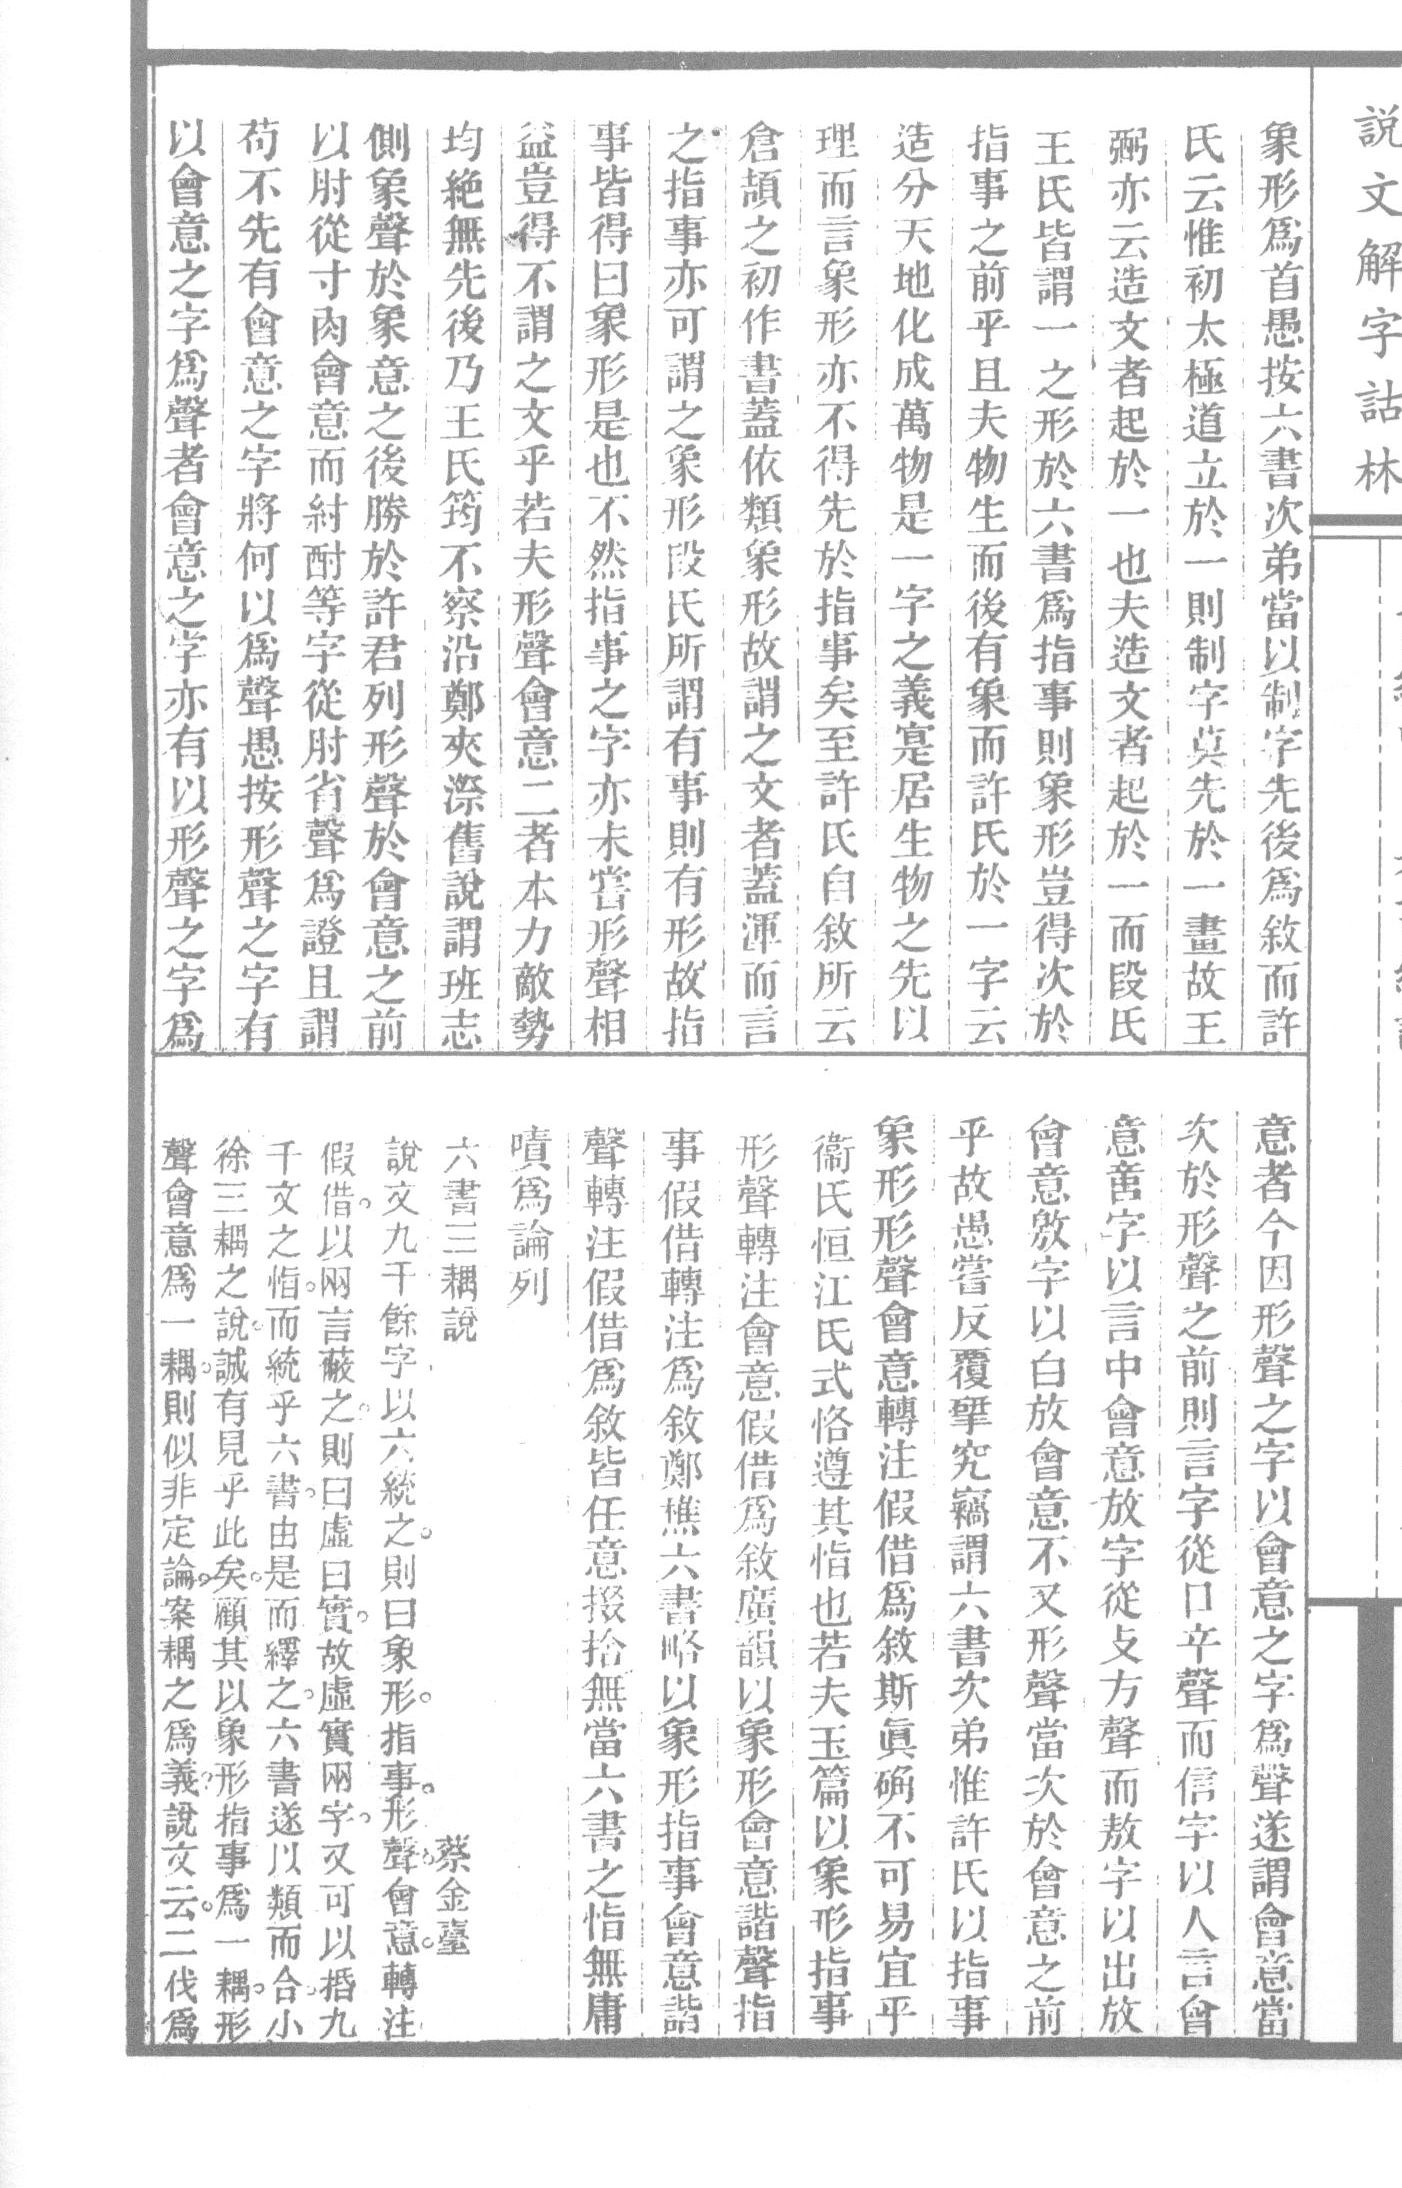 說文解字詁林
象形爲首愚按六書次弟當以制字先後爲敘而許
氏云惟初太極道立於一則制字莫先於一畫故王
弼亦云造文者起於一也夫造文者起於一而段氏
王氏皆謂一之形於六書爲指事則象形豈得次於
指事之前乎且夫物生而後有象而許氏於一字云
造分天地化成萬物是一字之義寔居生物之先以
理而言象形亦不得先於指事矣至許氏自敘所云
倉頡之初作書蓋依類象形故謂之文者蓋渾而言
之指事亦可謂之象形段氏所謂有事則有形故指
事皆得曰象形是也不然指事之字亦未嘗形聲相
益豈得不謂之文乎若夫形聲會意二者本力敵勢
均絶無先後乃王氏筠不察沿鄭夾漈舊說謂班志
側象聲於象意之後勝於許君列形聲於會意之前
以肘從寸肉會意而紂酎等字從肘省聲爲證且謂
苟不先有會意之字將何以爲聲愚按形聲之字有
以會意之字爲聲者會意之字亦有以形聲之字爲
意者今因形聲之字以會意之字爲聲遂謂會意當
次於形聲之前則言字從口䇂聲而信字以人言會
意善字以言中會意放字從攴方聲而敖字以出放
會意敫字以白放會意不又形聲當次於會意之前
乎故愚嘗反覆揅究竊謂六書次弟惟許氏以指事
象形形聲會意轉注假借爲敘斯眞确不可易宜乎
衞氏恒江氏式恪遵其恉也若夫玉篇以象形指事
形聲轉注會意假借爲敘廣韻以象形會意諧聲指
事假借轉注爲敘鄭樵六書略以象形指事會意諧
聲轉注假借爲敘皆任意掇拾無當六書之恉無庸
嘖爲論列
六書三耦說
蔡金臺
說文九千餘字以六統之。則曰象形。指事。形聲。會意。轉注
假借。以兩言蔽之。則曰虛曰實。故虛實兩字。又可以括九
千文之恉。而統乎六書。由是而繹之。六書遂以類而合。小
徐三耦之說。誠有見乎此矣。顧其以象形指事爲一耦。形
聲會意爲一耦。則似非定論。案耦之爲義。說文云。二伐爲